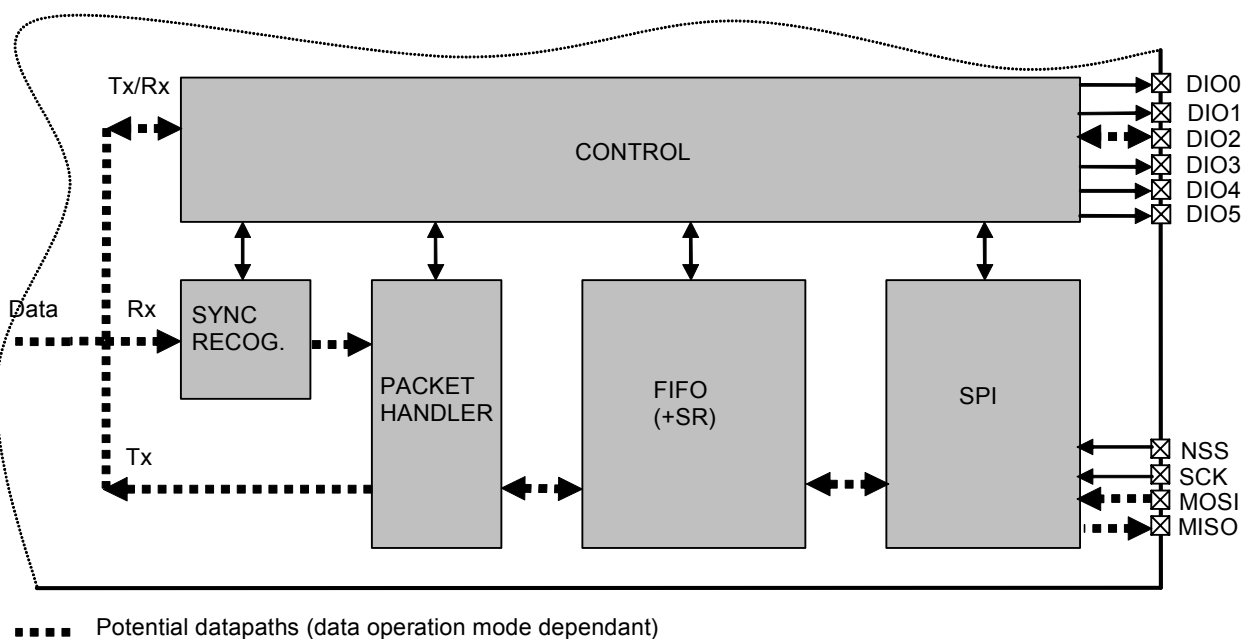 Tx/Rx
CONTROL
DIO0
DIO1
DIO2
DIO3
DIO4
DIO5
Data
Rx
SYNC
RECOG.
PACKET
HANDLER
FIFO
(+SR)
SPI
Tx
NSS
SCK
MOSI
MISO
Potential datapaths (data operation mode dependant)